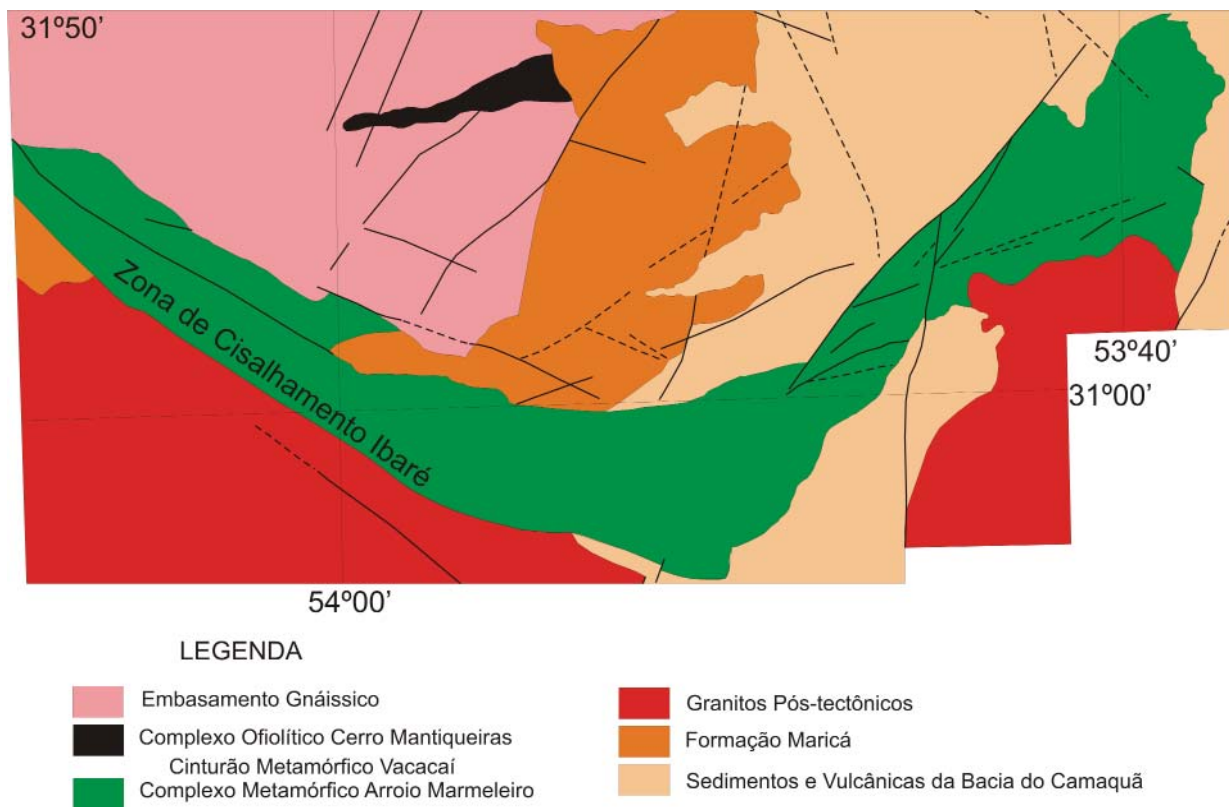 31º50'
Zona de Cisalhamento Ibaré
53º40'
31º00'
54º00'
LEGENDA
Embasamento Gnáissico
Complexo Ofiolítico Cerro Mantiqueiras
Cinturão Metamórfico Vacacaí
Complexo Metamórfico Arroio Marmeleiro
Granitos Pós-tectônicos
Formação Maricá
Sedimentos e Vulcânicas da Bacia do Camaquã